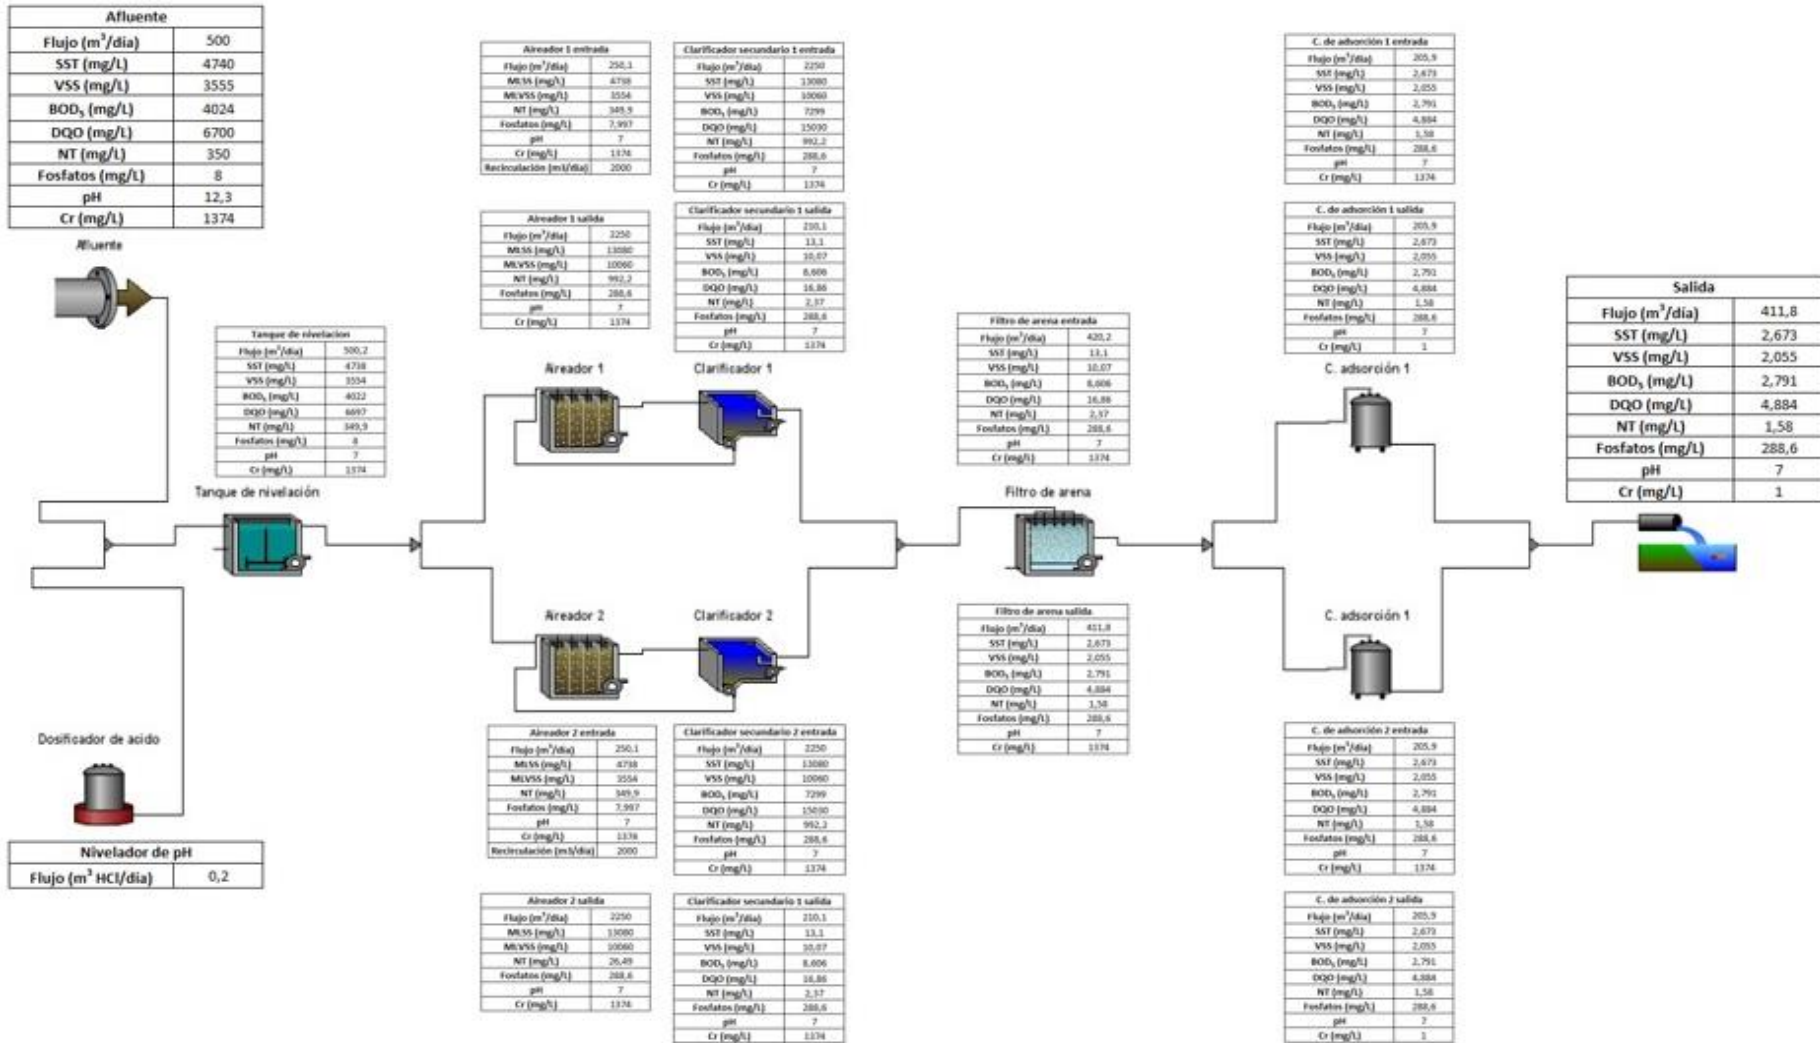 Afluente
Flujo (m³/dia) 500
SST (mg/L) 4740
VSS (mg/L) 3555
BOD₅ (mg/L) 4024
DQO (mg/L) 6700
NT (mg/L) 350
Fosfatos (mg/L) 8
pH 12,3
Cr (mg/L) 1374
Afluente
Tanque de nivelacion
Flujo (m³/dia) 500,2
SST (mg/L) 4738
VSS (mg/L) 3554
BOD₅ (mg/L) 4022
DQO (mg/L) 6697
NT (mg/L) 349,9
Fosfatos (mg/L) 8
pH 7
Cr (mg/L) 1374
Tanque de nivelación
Dosificador de acido
Nivelador de pH
Flujo (m³ HCl/dia) 0,2
Aireador 1 entrada
Flujo (m³/dia) 250,1
MLSS (mg/L) 4738
MLVSS (mg/L) 3554
NT (mg/L) 349,9
Fosfatos (mg/L) 7,997
pH 7
Cr (mg/L) 1374
Recirculación (m3/dia) 2000
Aireador 1 salida
Flujo (m³/dia) 2250
MLSS (mg/L) 13080
MLVSS (mg/L) 10060
NT (mg/L) 992,2
Fosfatos (mg/L) 288,6
pH 7
Cr (mg/L) 1374
Aireador 1
Clarificador secundario 1 entrada
Flujo (m³/dia) 2250
SST (mg/L) 13080
VSS (mg/L) 10060
BOD₅ (mg/L) 7299
DQO (mg/L) 15030
NT (mg/L) 992,2
Fosfatos (mg/L) 288,6
pH 7
Cr (mg/L) 1374
Clarificador secundario 1 salida
Flujo (m³/dia) 210,1
SST (mg/L) 13,1
VSS (mg/L) 10,07
BOD₅ (mg/L) 8,606
DQO (mg/L) 16,86
NT (mg/L) 2,37
Fosfatos (mg/L) 288,6
pH 7
Cr (mg/L) 1374
Clarificador 1
Aireador 2
Clarificador 2
Aireador 2 entrada
Flujo (m³/dia) 250,1
MLSS (mg/L) 4738
MLVSS (mg/L) 3554
NT (mg/L) 349,9
Fosfatos (mg/L) 7,997
pH 7
Cr (mg/L) 1374
Recirculación (m3/dia) 2000
Aireador 2 salida
Flujo (m³/dia) 2250
MLSS (mg/L) 13080
MLVSS (mg/L) 10060
NT (mg/L) 26,49
Fosfatos (mg/L) 288,6
pH 7
Cr (mg/L) 1374
Clarificador secundario 2 entrada
Flujo (m³/dia) 2250
SST (mg/L) 13080
VSS (mg/L) 10060
BOD₅ (mg/L) 7299
DQO (mg/L) 15030
NT (mg/L) 992,2
Fosfatos (mg/L) 288,6
pH 7
Cr (mg/L) 1374
Clarificador secundario 1 salida
Flujo (m³/dia) 210,1
SST (mg/L) 13,1
VSS (mg/L) 10,07
BOD₅ (mg/L) 8,606
DQO (mg/L) 16,86
NT (mg/L) 2,37
Fosfatos (mg/L) 288,6
pH 7
Cr (mg/L) 1374
Filtro de arena entrada
Flujo (m³/dia) 420,2
SST (mg/L) 13,1
VSS (mg/L) 10,07
BOD₅ (mg/L) 8,606
DQO (mg/L) 16,86
NT (mg/L) 2,37
Fosfatos (mg/L) 288,6
pH 7
Cr (mg/L) 1374
Filtro de arena
Filtro de arena salida
Flujo (m³/dia) 411,8
SST (mg/L) 2,673
VSS (mg/L) 2,055
BOD₅ (mg/L) 2,791
DQO (mg/L) 4,884
NT (mg/L) 1,58
Fosfatos (mg/L) 288,6
pH 7
Cr (mg/L) 1374
C. de adsorción 1 entrada
Flujo (m³/dia) 205,9
SST (mg/L) 2,673
VSS (mg/L) 2,055
BOD₅ (mg/L) 2,791
DQO (mg/L) 4,884
NT (mg/L) 1,58
Fosfatos (mg/L) 288,6
pH 7
Cr (mg/L) 1374
C. de adsorción 1 salida
Flujo (m³/dia) 205,9
SST (mg/L) 2,673
VSS (mg/L) 2,055
BOD₅ (mg/L) 2,791
DQO (mg/L) 4,884
NT (mg/L) 1,58
Fosfatos (mg/L) 288,6
pH 7
Cr (mg/L) 1
C. adsorción 1
C. adsorción 1
C. de adsorción 2 entrada
Flujo (m³/dia) 205,9
SST (mg/L) 2,673
VSS (mg/L) 2,055
BOD₅ (mg/L) 2,791
DQO (mg/L) 4,884
NT (mg/L) 1,58
Fosfatos (mg/L) 288,6
pH 7
Cr (mg/L) 1374
C. de adsorción 2 salida
Flujo (m³/dia) 205,9
SST (mg/L) 2,673
VSS (mg/L) 2,055
BOD₅ (mg/L) 2,791
DQO (mg/L) 4,884
NT (mg/L) 1,58
Fosfatos (mg/L) 288,6
pH 7
Cr (mg/L) 1
Salida
Flujo (m³/dia) 411,8
SST (mg/L) 2,673
VSS (mg/L) 2,055
BOD₅ (mg/L) 2,791
DQO (mg/L) 4,884
NT (mg/L) 1,58
Fosfatos (mg/L) 288,6
pH 7
Cr (mg/L) 1